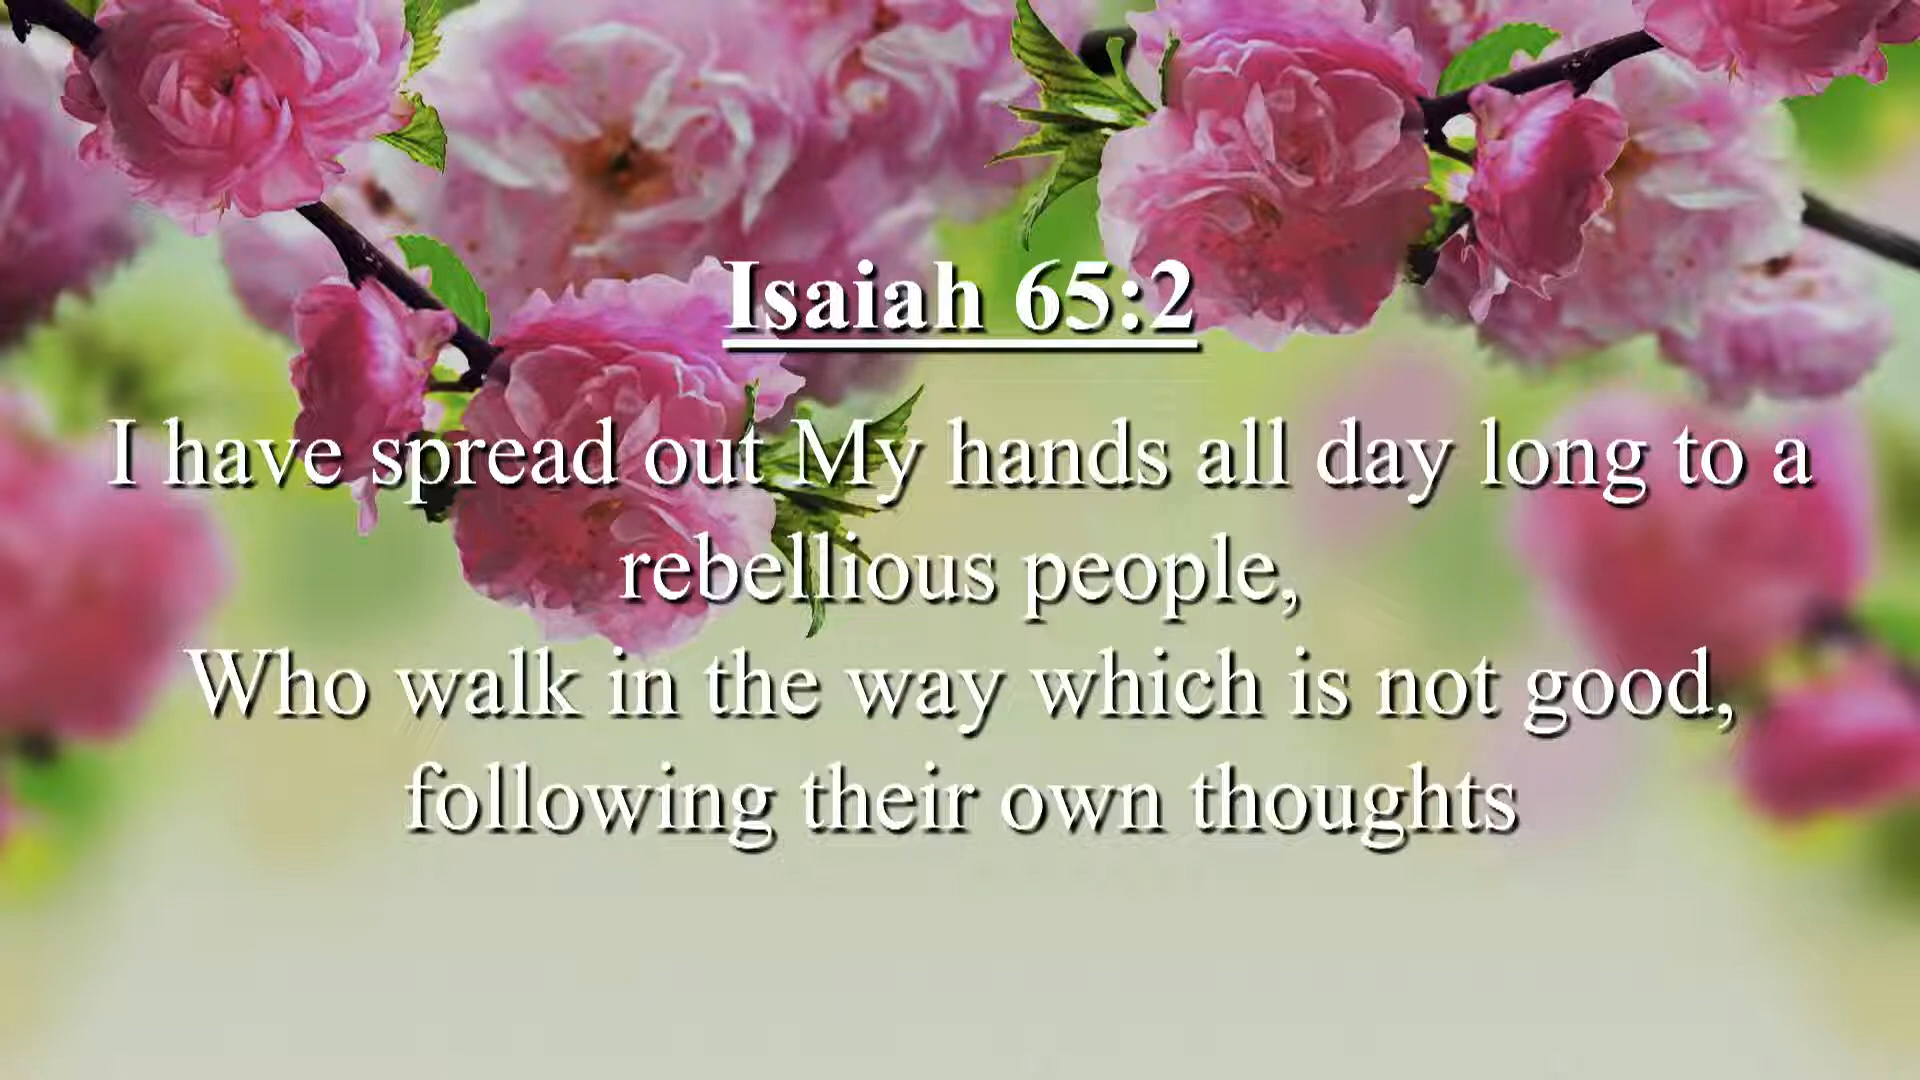 Isaiah 65:2
I have spread out My hands all day long to a
rebellious people,
Who walk in the way which is not good,
following their own thoughts